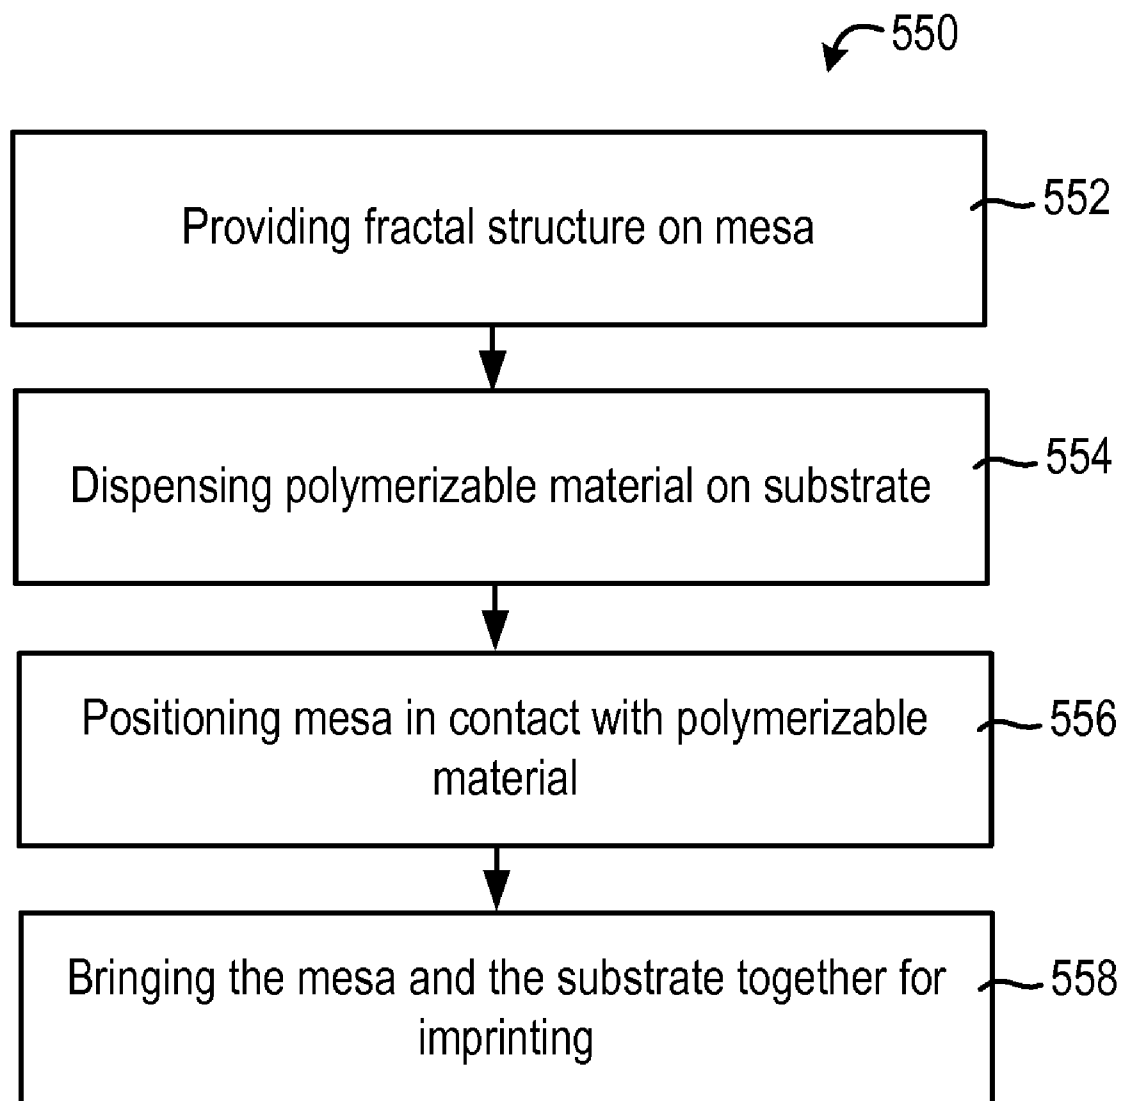 550
Providing fractal structure on mesa
552
Dispensing polymerizable material on substrate
554
Positioning mesa in contact with polymerizable
material
556
Bringing the mesa and the substrate together for
imprinting
558